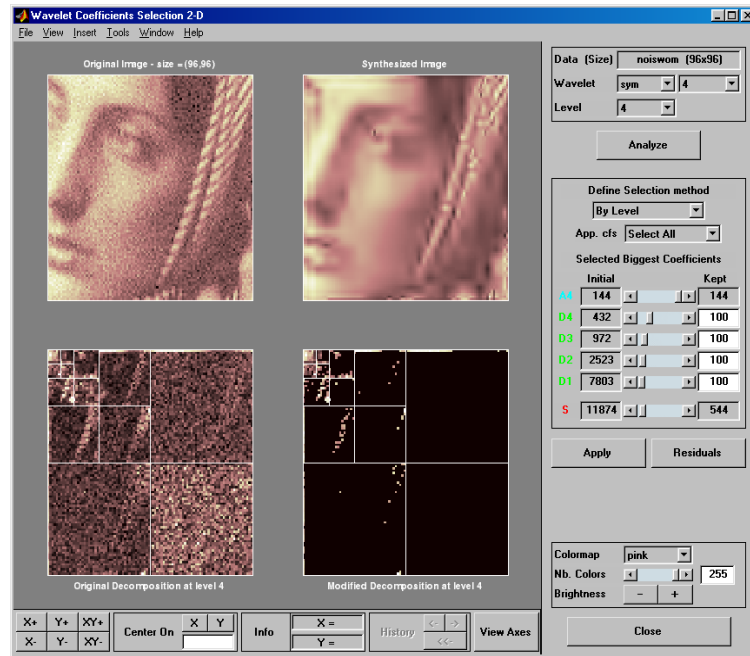 Wavelet Coefficients Selection 2-D
File View Insert Tools Window Help
Original Image - size = (96,96)
Synthesized Image
Original Decomposition at level 4
Modified Decomposition at level 4
Data (Size) noiswom (96x96)
Wavelet sym 4
Level 4
Analyze
Define Selection method
By Level
App. cfs Select All
Selected Biggest Coefficients
Initial Kept
A4 144 144
D4 432 100
D3 972 100
D2 2523 100
D1 7803 100
S 11874 544
Apply Residuals
Colormap pink
Nb. Colors 255
Brightness - +
Close
X+ Y+ XY+
X- Y- XY-
Center On X Y
Info X =
Y =
History <- ->
<<-
View Axes